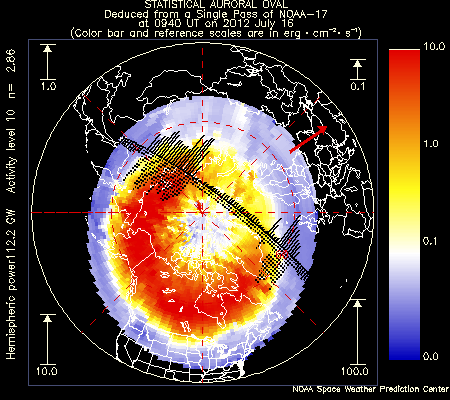 STATISTICAL AURORAL OVAL
Deduced from a Single Pass of NOAA-17
at 0940 UT on 2012 July 16
(Color bar and reference scales are in erg · cm⁻² · s⁻¹)
Hemispheric power 112.2 GW Activity level 10 n= 2.86
1.0
0.1
10.0
100.0
10.0
1.0
0.1
0.0
NOAA Space Weather Prediction Center